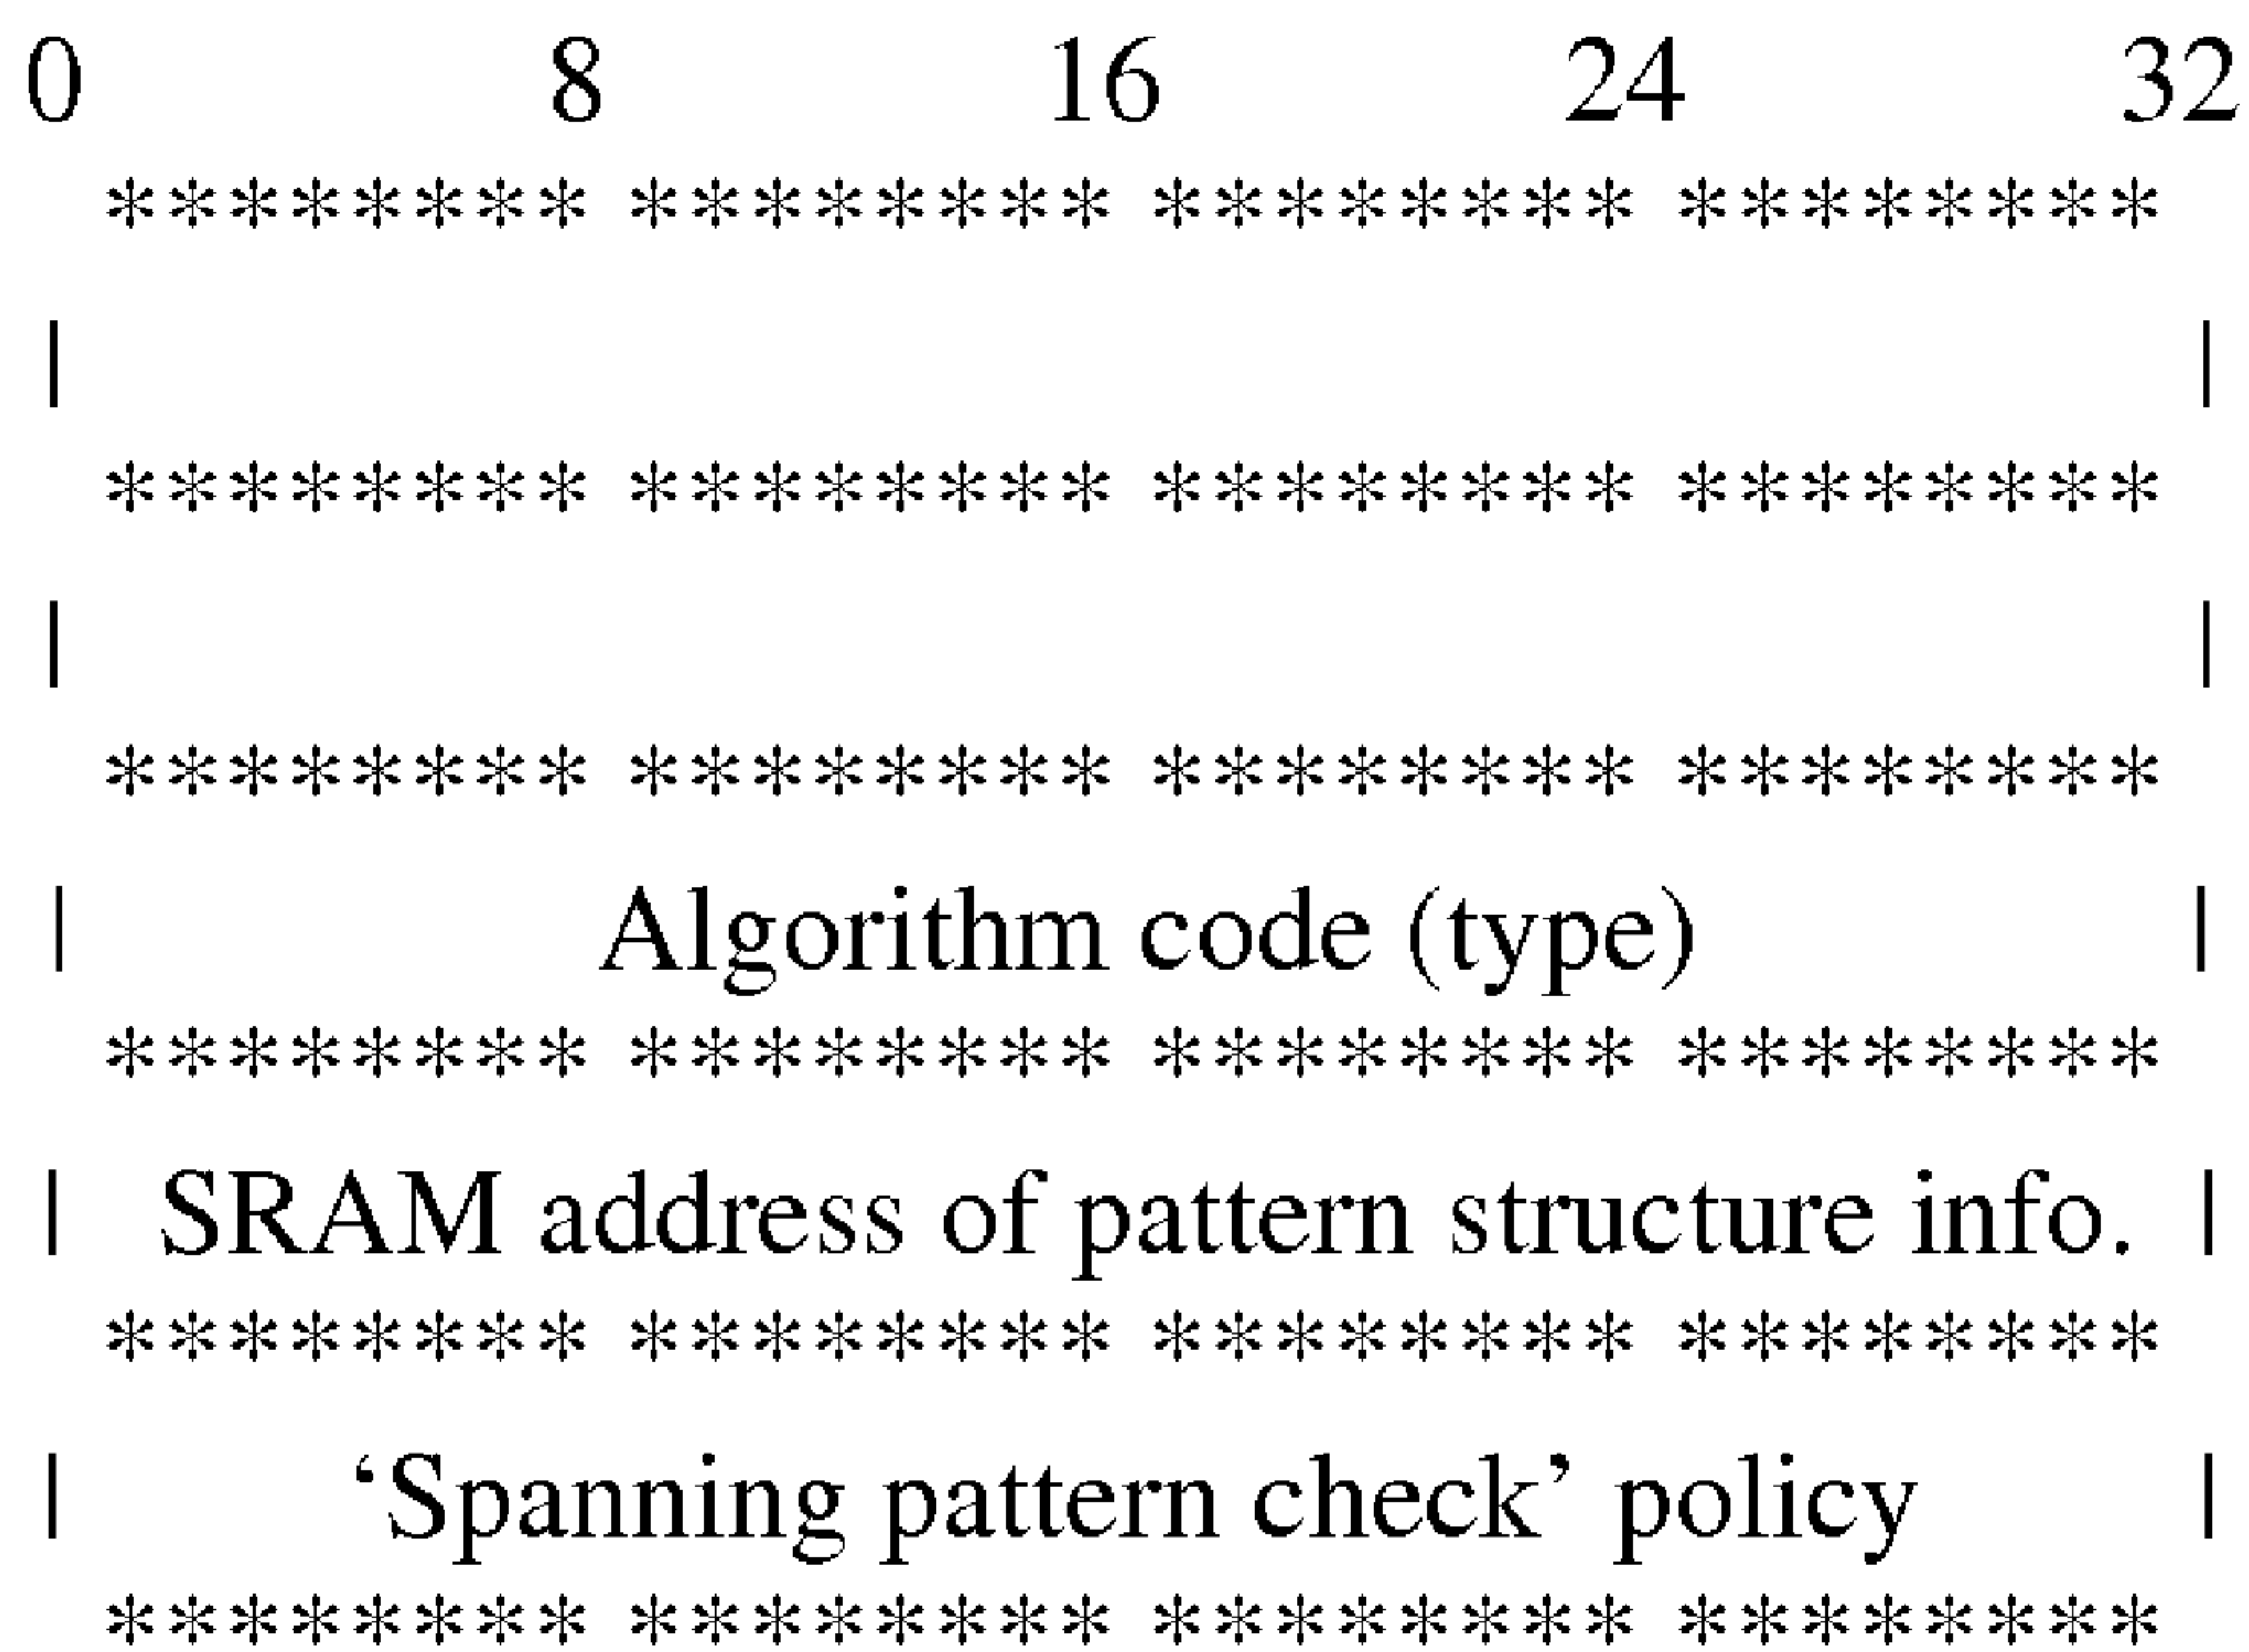 0 8 16 24 32
******** ******** ******** ********
| |
******** ******** ******** ********
| |
******** ******** ******** ********
| Algorithm code (type) |
******** ******** ******** ********
| SRAM address of pattern structure info. |
******** ******** ******** ********
| ‘Spanning pattern check’ policy |
******** ******** ******** ********